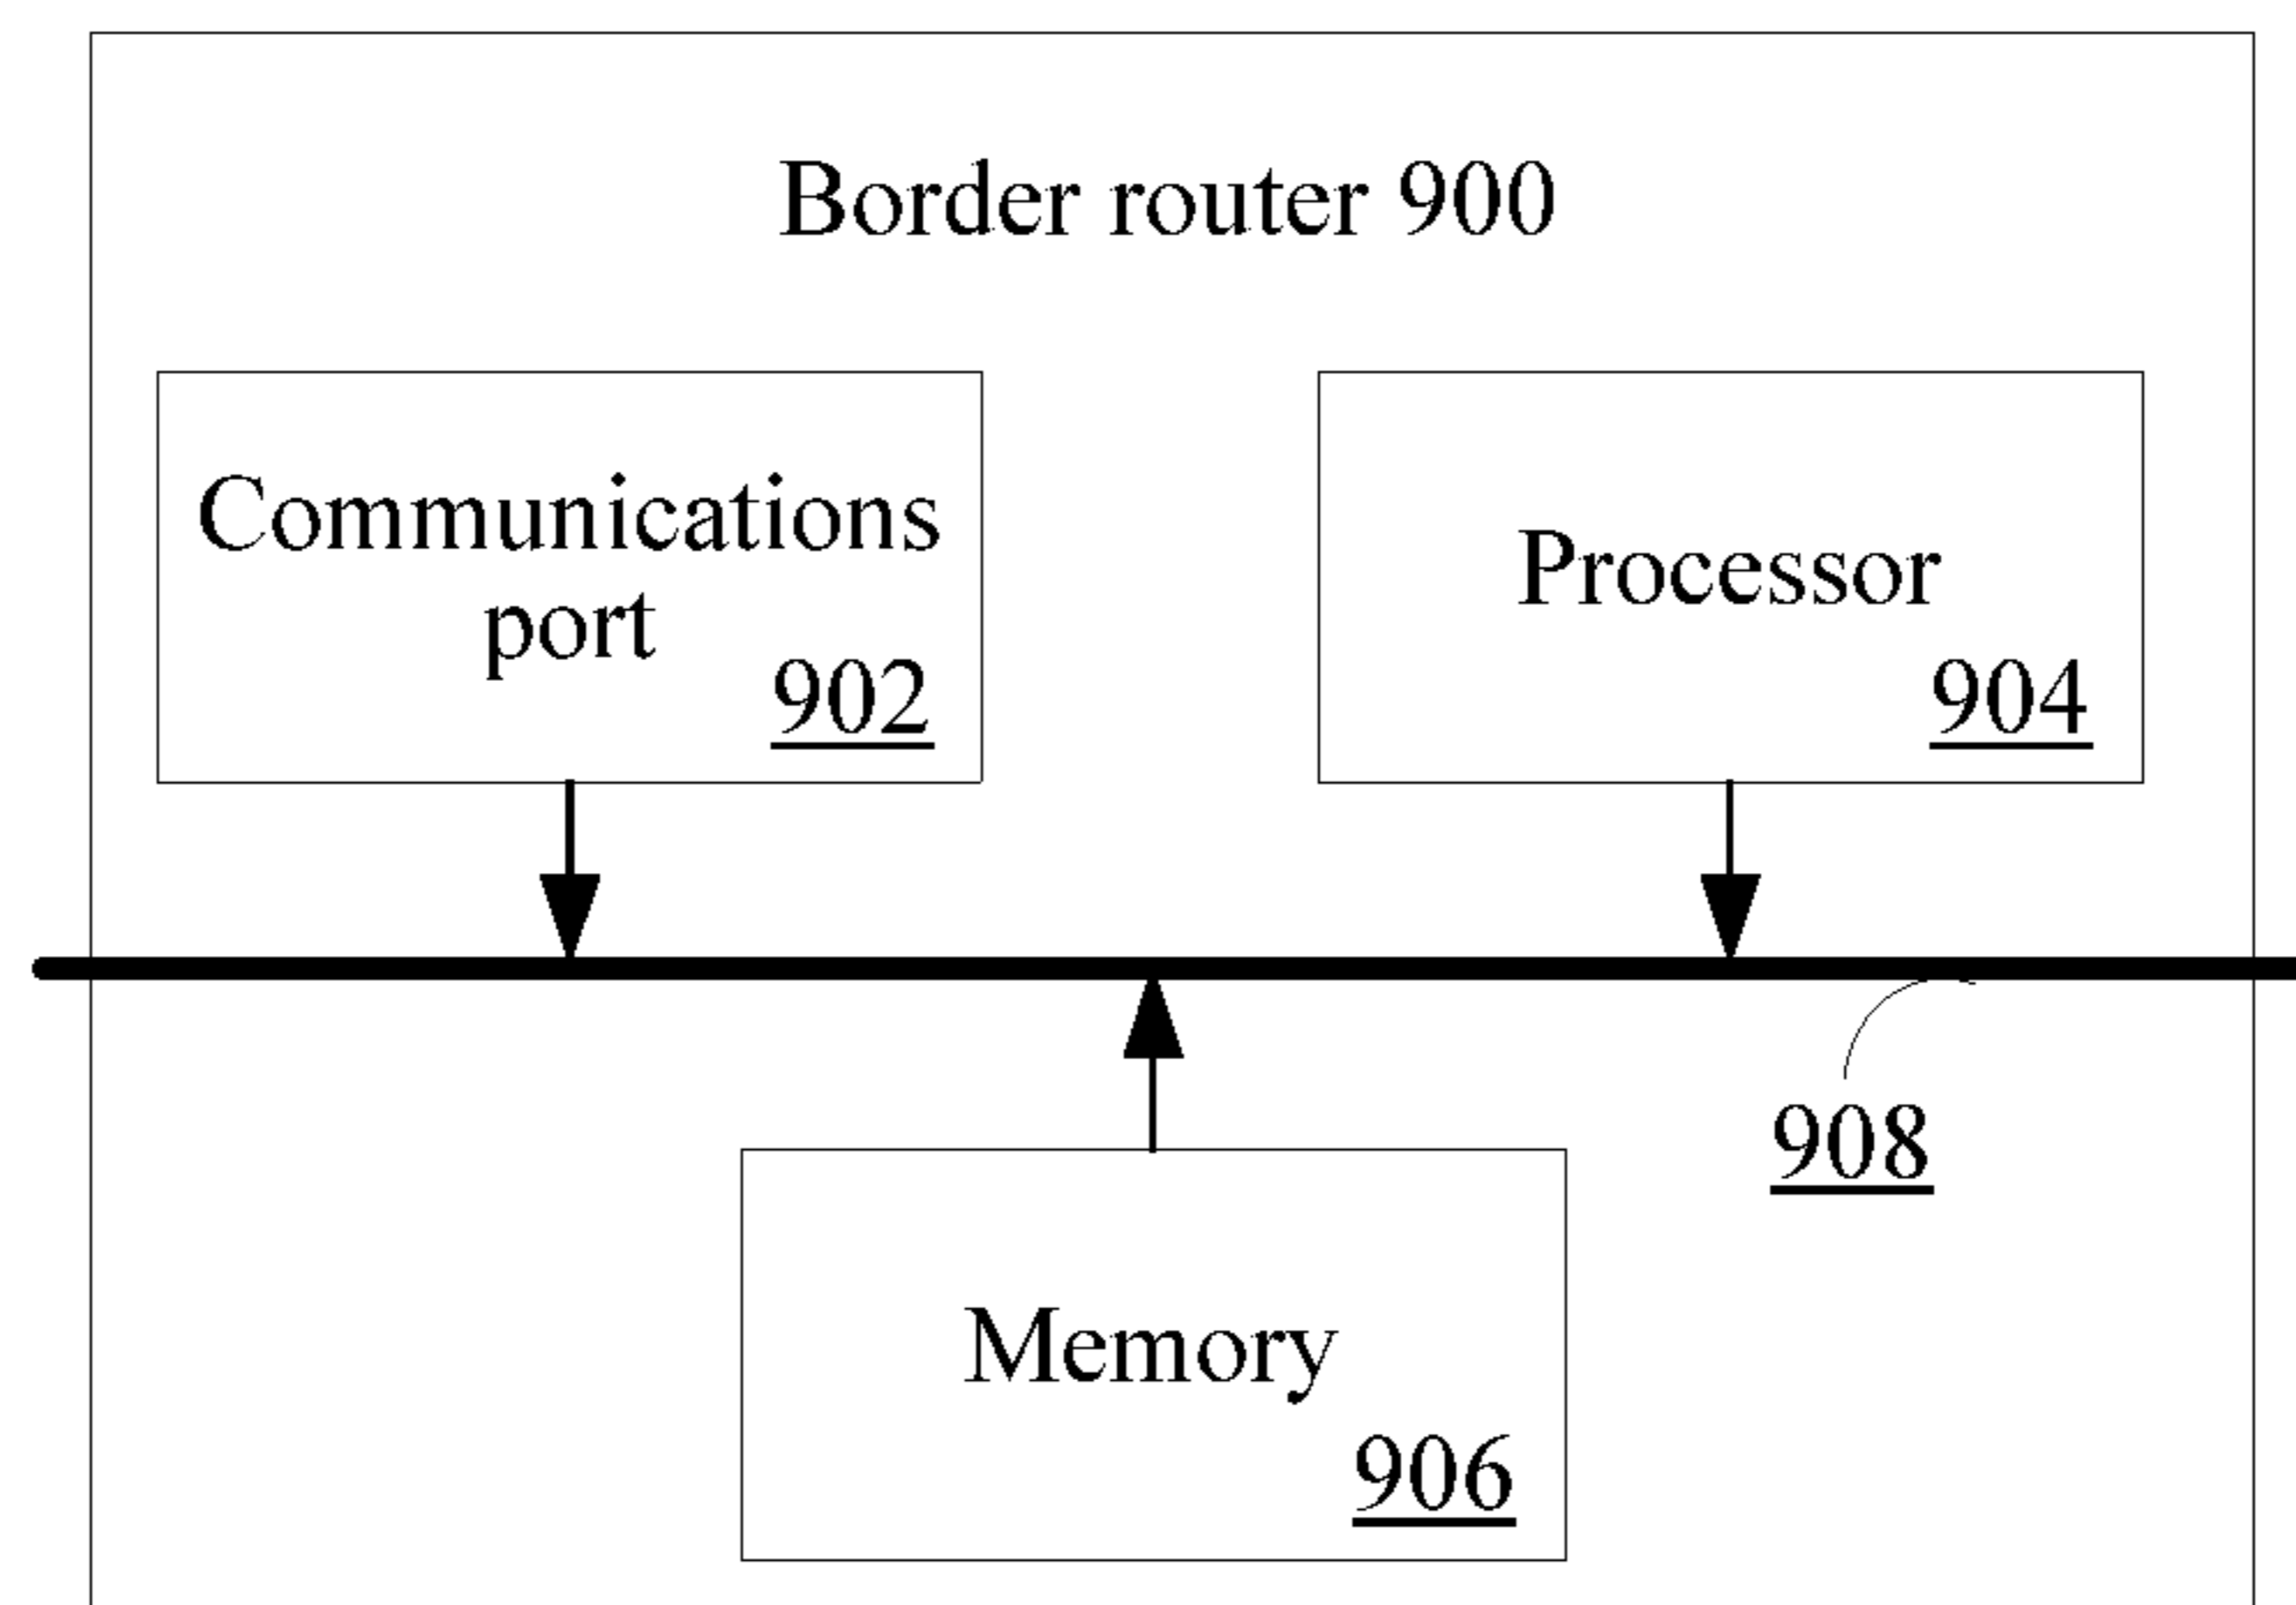 Border router 900
Communications
port
902
Processor
904
908
Memory
906